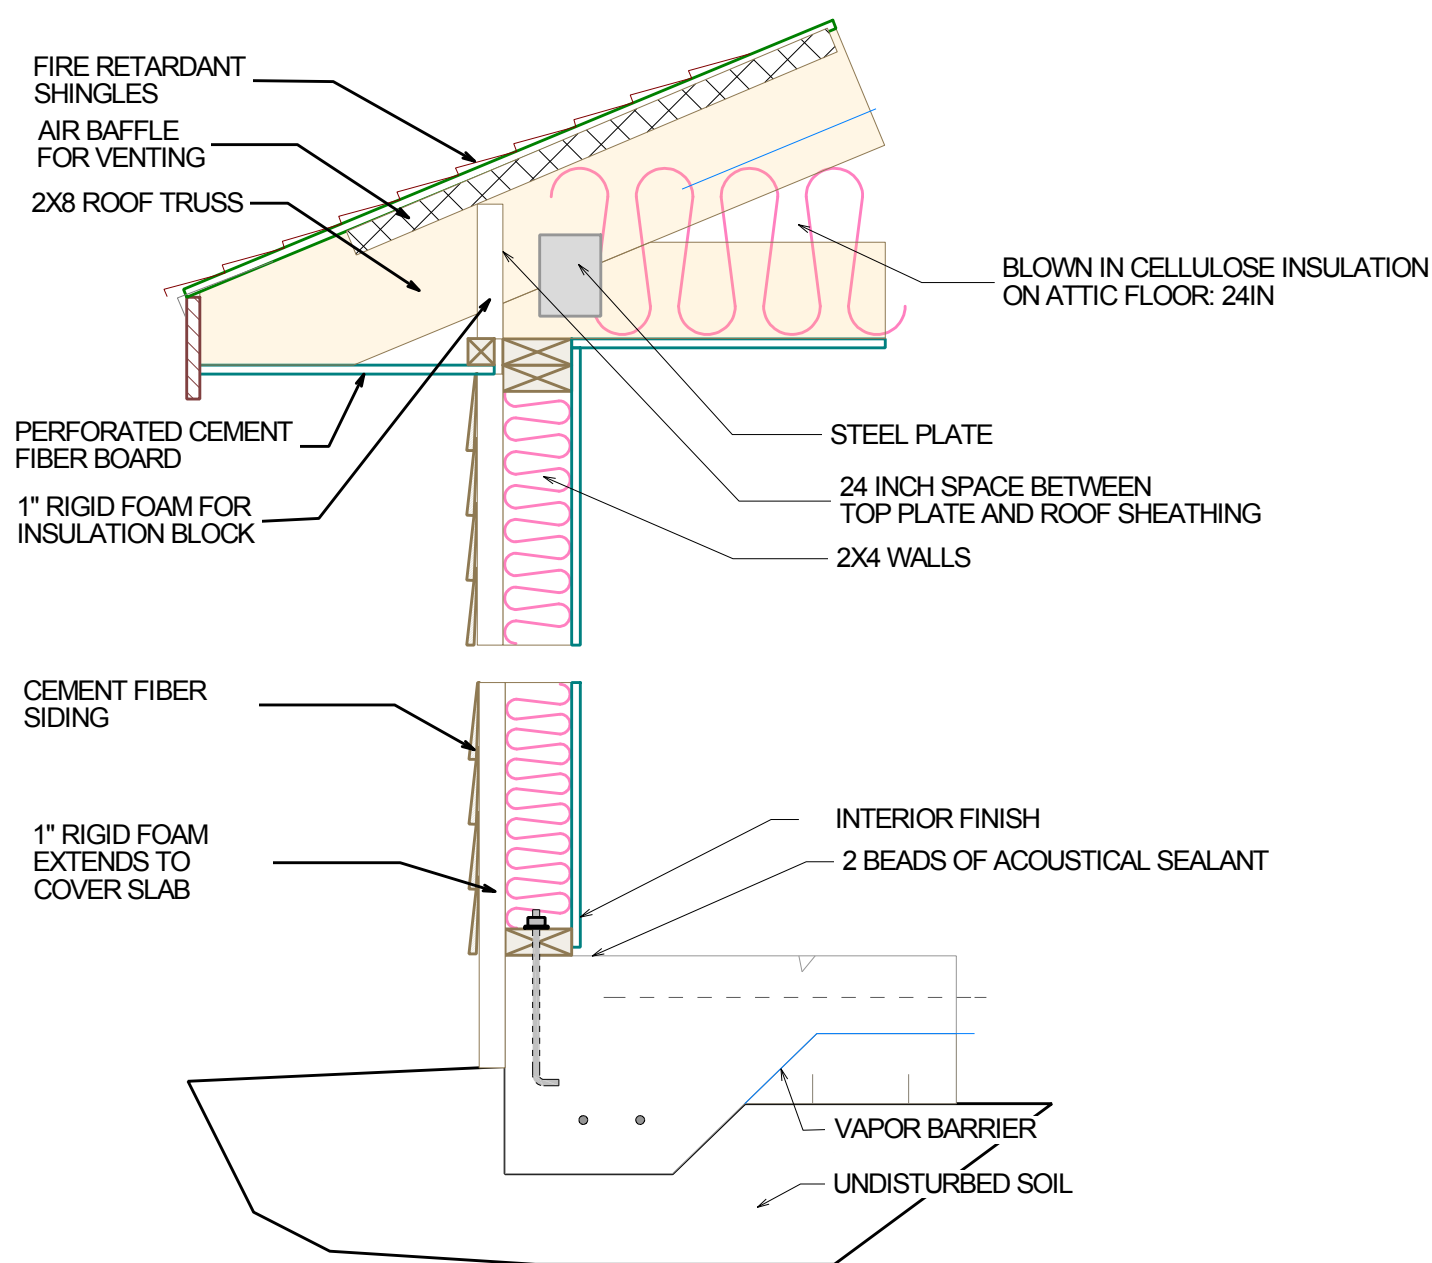 FIRE RETARDANT
SHINGLES
AIR BAFFLE
FOR VENTING
2X8 ROOF TRUSS
BLOWN IN CELLULOSE INSULATION
ON ATTIC FLOOR: 24IN
PERFORATED CEMENT
FIBER BOARD
STEEL PLATE
1" RIGID FOAM FOR
INSULATION BLOCK
24 INCH SPACE BETWEEN
TOP PLATE AND ROOF SHEATHING
2X4 WALLS
CEMENT FIBER
SIDING
1" RIGID FOAM
EXTENDS TO
COVER SLAB
INTERIOR FINISH
2 BEADS OF ACOUSTICAL SEALANT
VAPOR BARRIER
UNDISTURBED SOIL